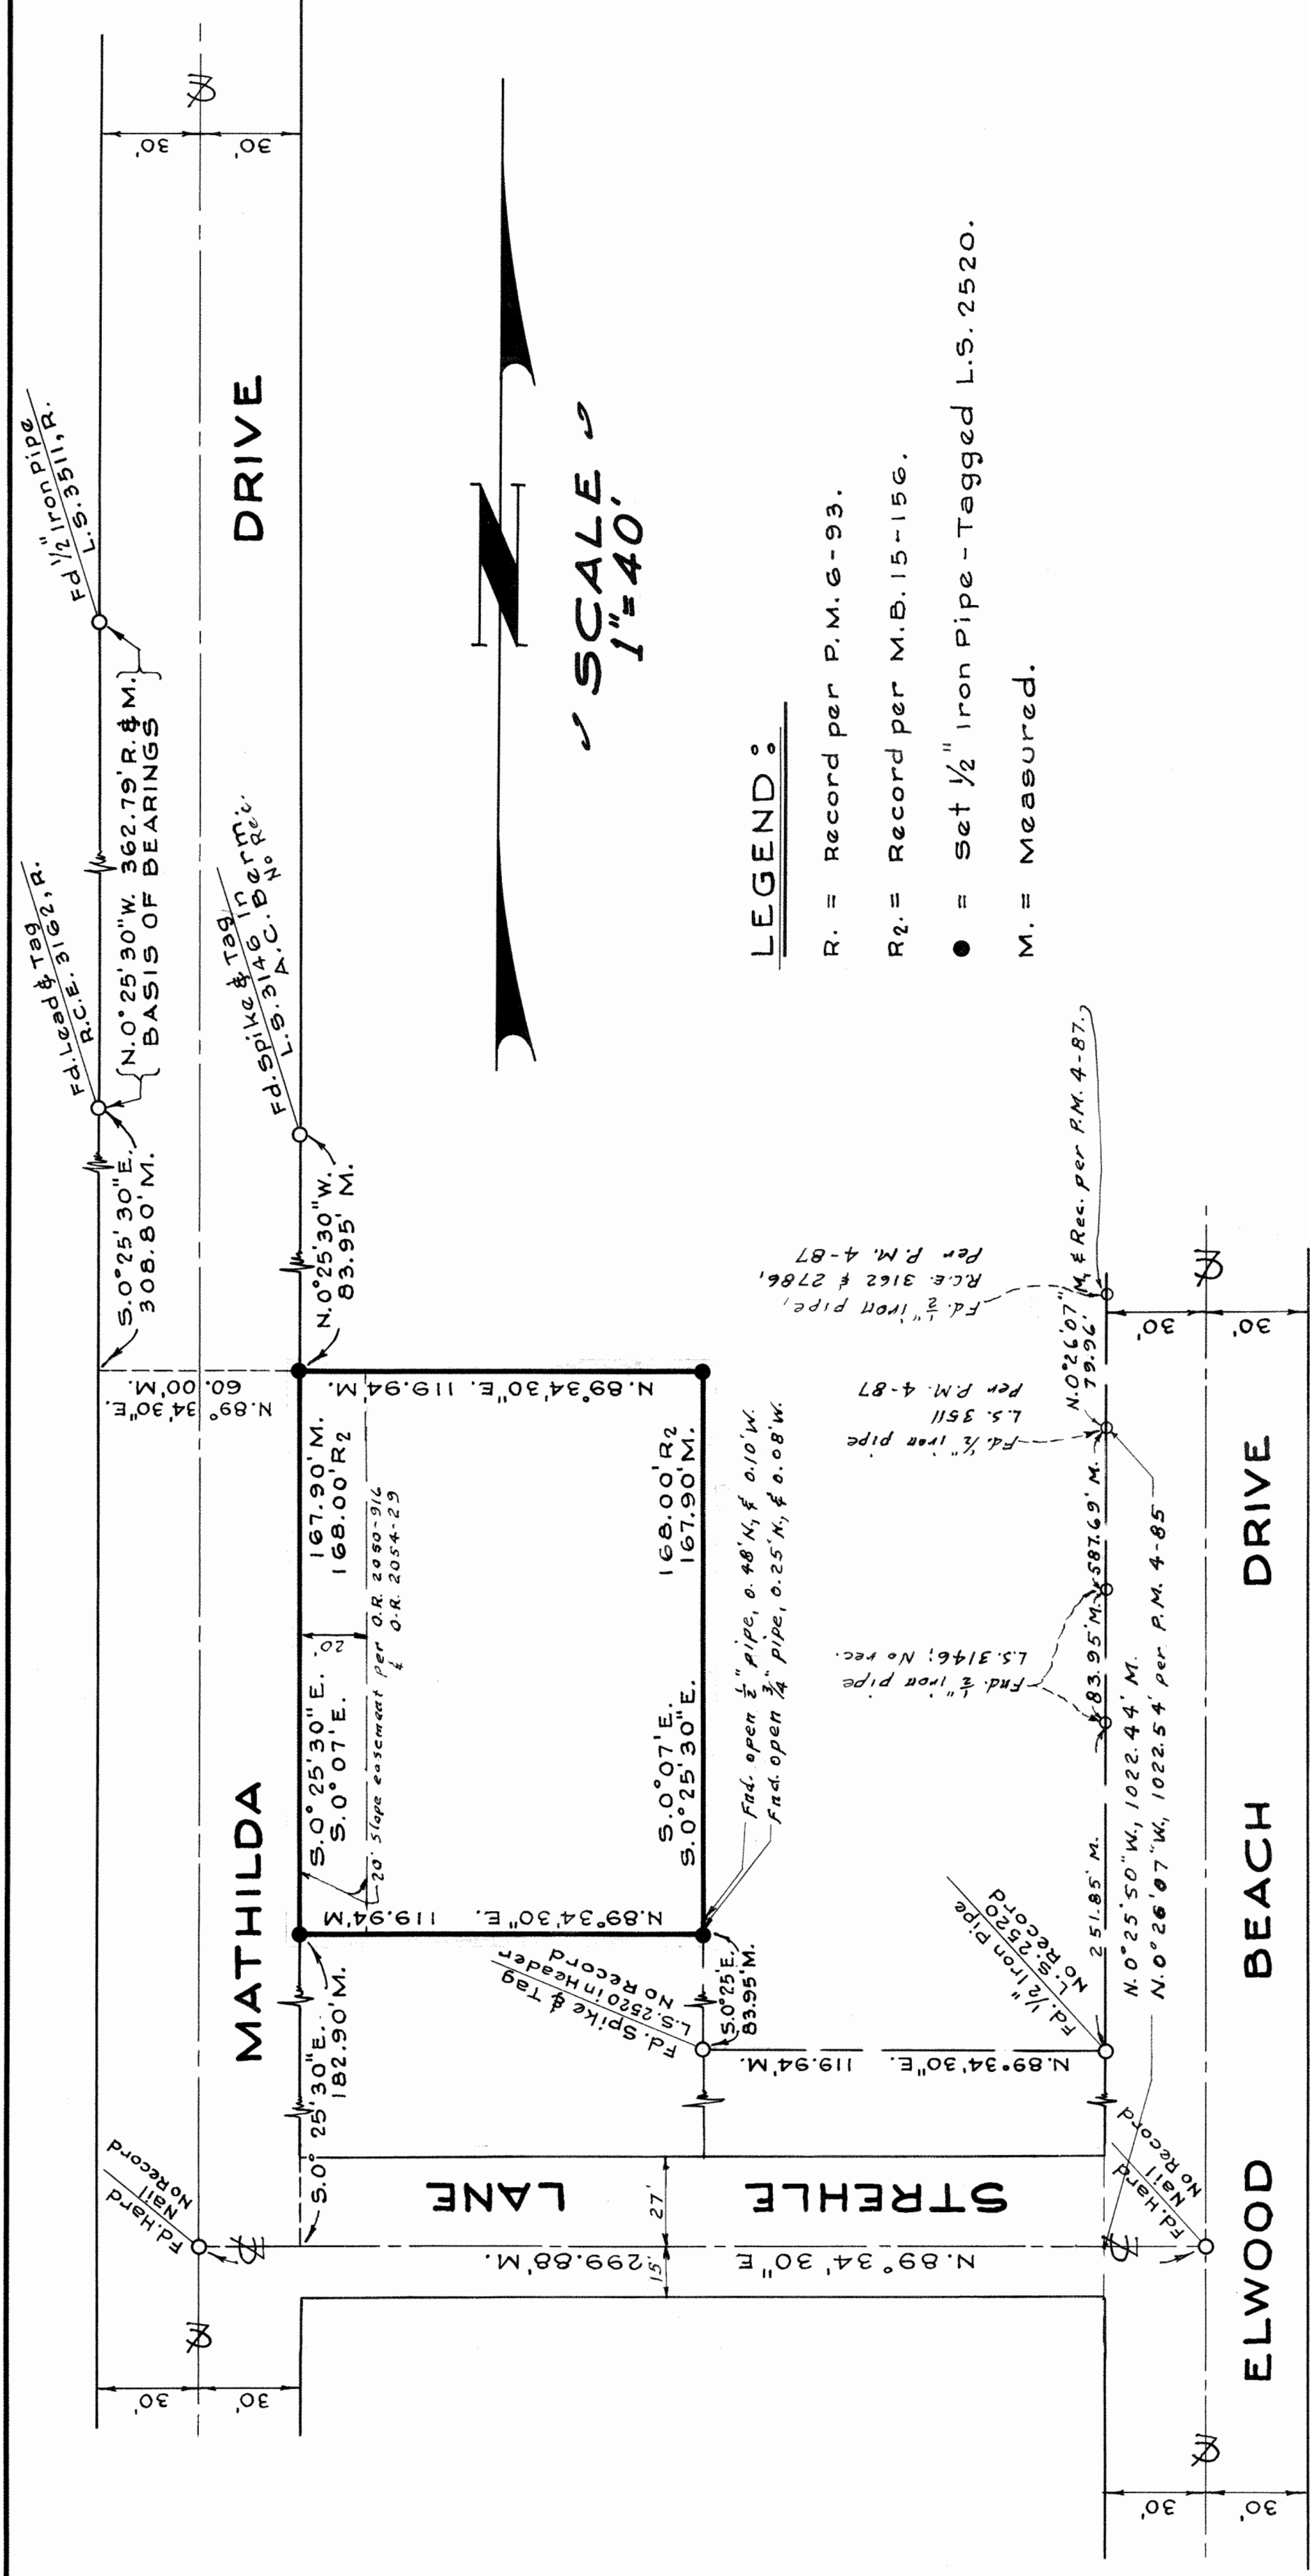 Fd. Lead & Tag
R.C.E. 3162, R.
Fd 1/2" Iron Pipe
L.S. 3511, R.
{N.0°25'30"W. 362.79' R. & M.}
BASIS OF BEARINGS
S.0°25'30"E.
308.80' M.
30'
30'
Fd. Spike & Tag,
L.S. 3146 In
A.C. Berm;
No Rec.
N.0°25'30"W.
83.95' M.
N.89°34'30"E.
60.00'M.
MATHILDA DRIVE
SCALE
1"=40'
N
LEGEND:
R. = Record per P.M. 6-93.
R2. = Record per M.B. 15-156.
● = Set 1/2" Iron Pipe - Tagged L.S. 2520.
M. = Measured.
30'
30'
Fd. Hard
Nail
No Record
S.0°25'30"E.
182.90'M.
S.0°25'30"E.
S.0°07'E.
167.90'M.
168.00'R2
20'
20' Slope easement per O.R. 2050-916
& O.R. 2054-29
N.89°34'30"E. 119.94'M
N.89°34'30"E. 119.94'M.
S.0°07'E.
S.0°25'30"E.
168.00'R2
167.90'M.
Fnd. open 1/2" pipe, 0.48'N, & 0.10'W.
Fnd. open 3/4" pipe, 0.25'N, & 0.08'W.
Fd. Spike & Tag
L.S. 2520 in Header
No Record
S.0°25'E.
83.95'M.
N.89°34'30"E. 119.94'M.
Fd. 1/2" Iron Pipe
L.S. 2520
No Record
STREHLE LANE
27'
15'
N.89°34'30"E 299.88'M.
Fnd. 1/2" iron pipe
L.S. 3146; No rec.
Fd. 1/2" iron pipe
L.S. 3511
Per P.M. 4-87
Fd. 1/2" iron pipe,
R.C.E. 3162 & 2786,
Per P.M. 4-87
251.85' M.
83.95'M.
587.69' M.
N.0°26'07"
79.96'
M, & Rec. per P.M. 4-87.
N.0°25'50"W., 1022.44' M.
N.0°26'07"W, 1022.54' per P.M. 4-85
Fd. Hard
Nail
No Record
30'
30'
30'
30'
ELWOOD BEACH DRIVE